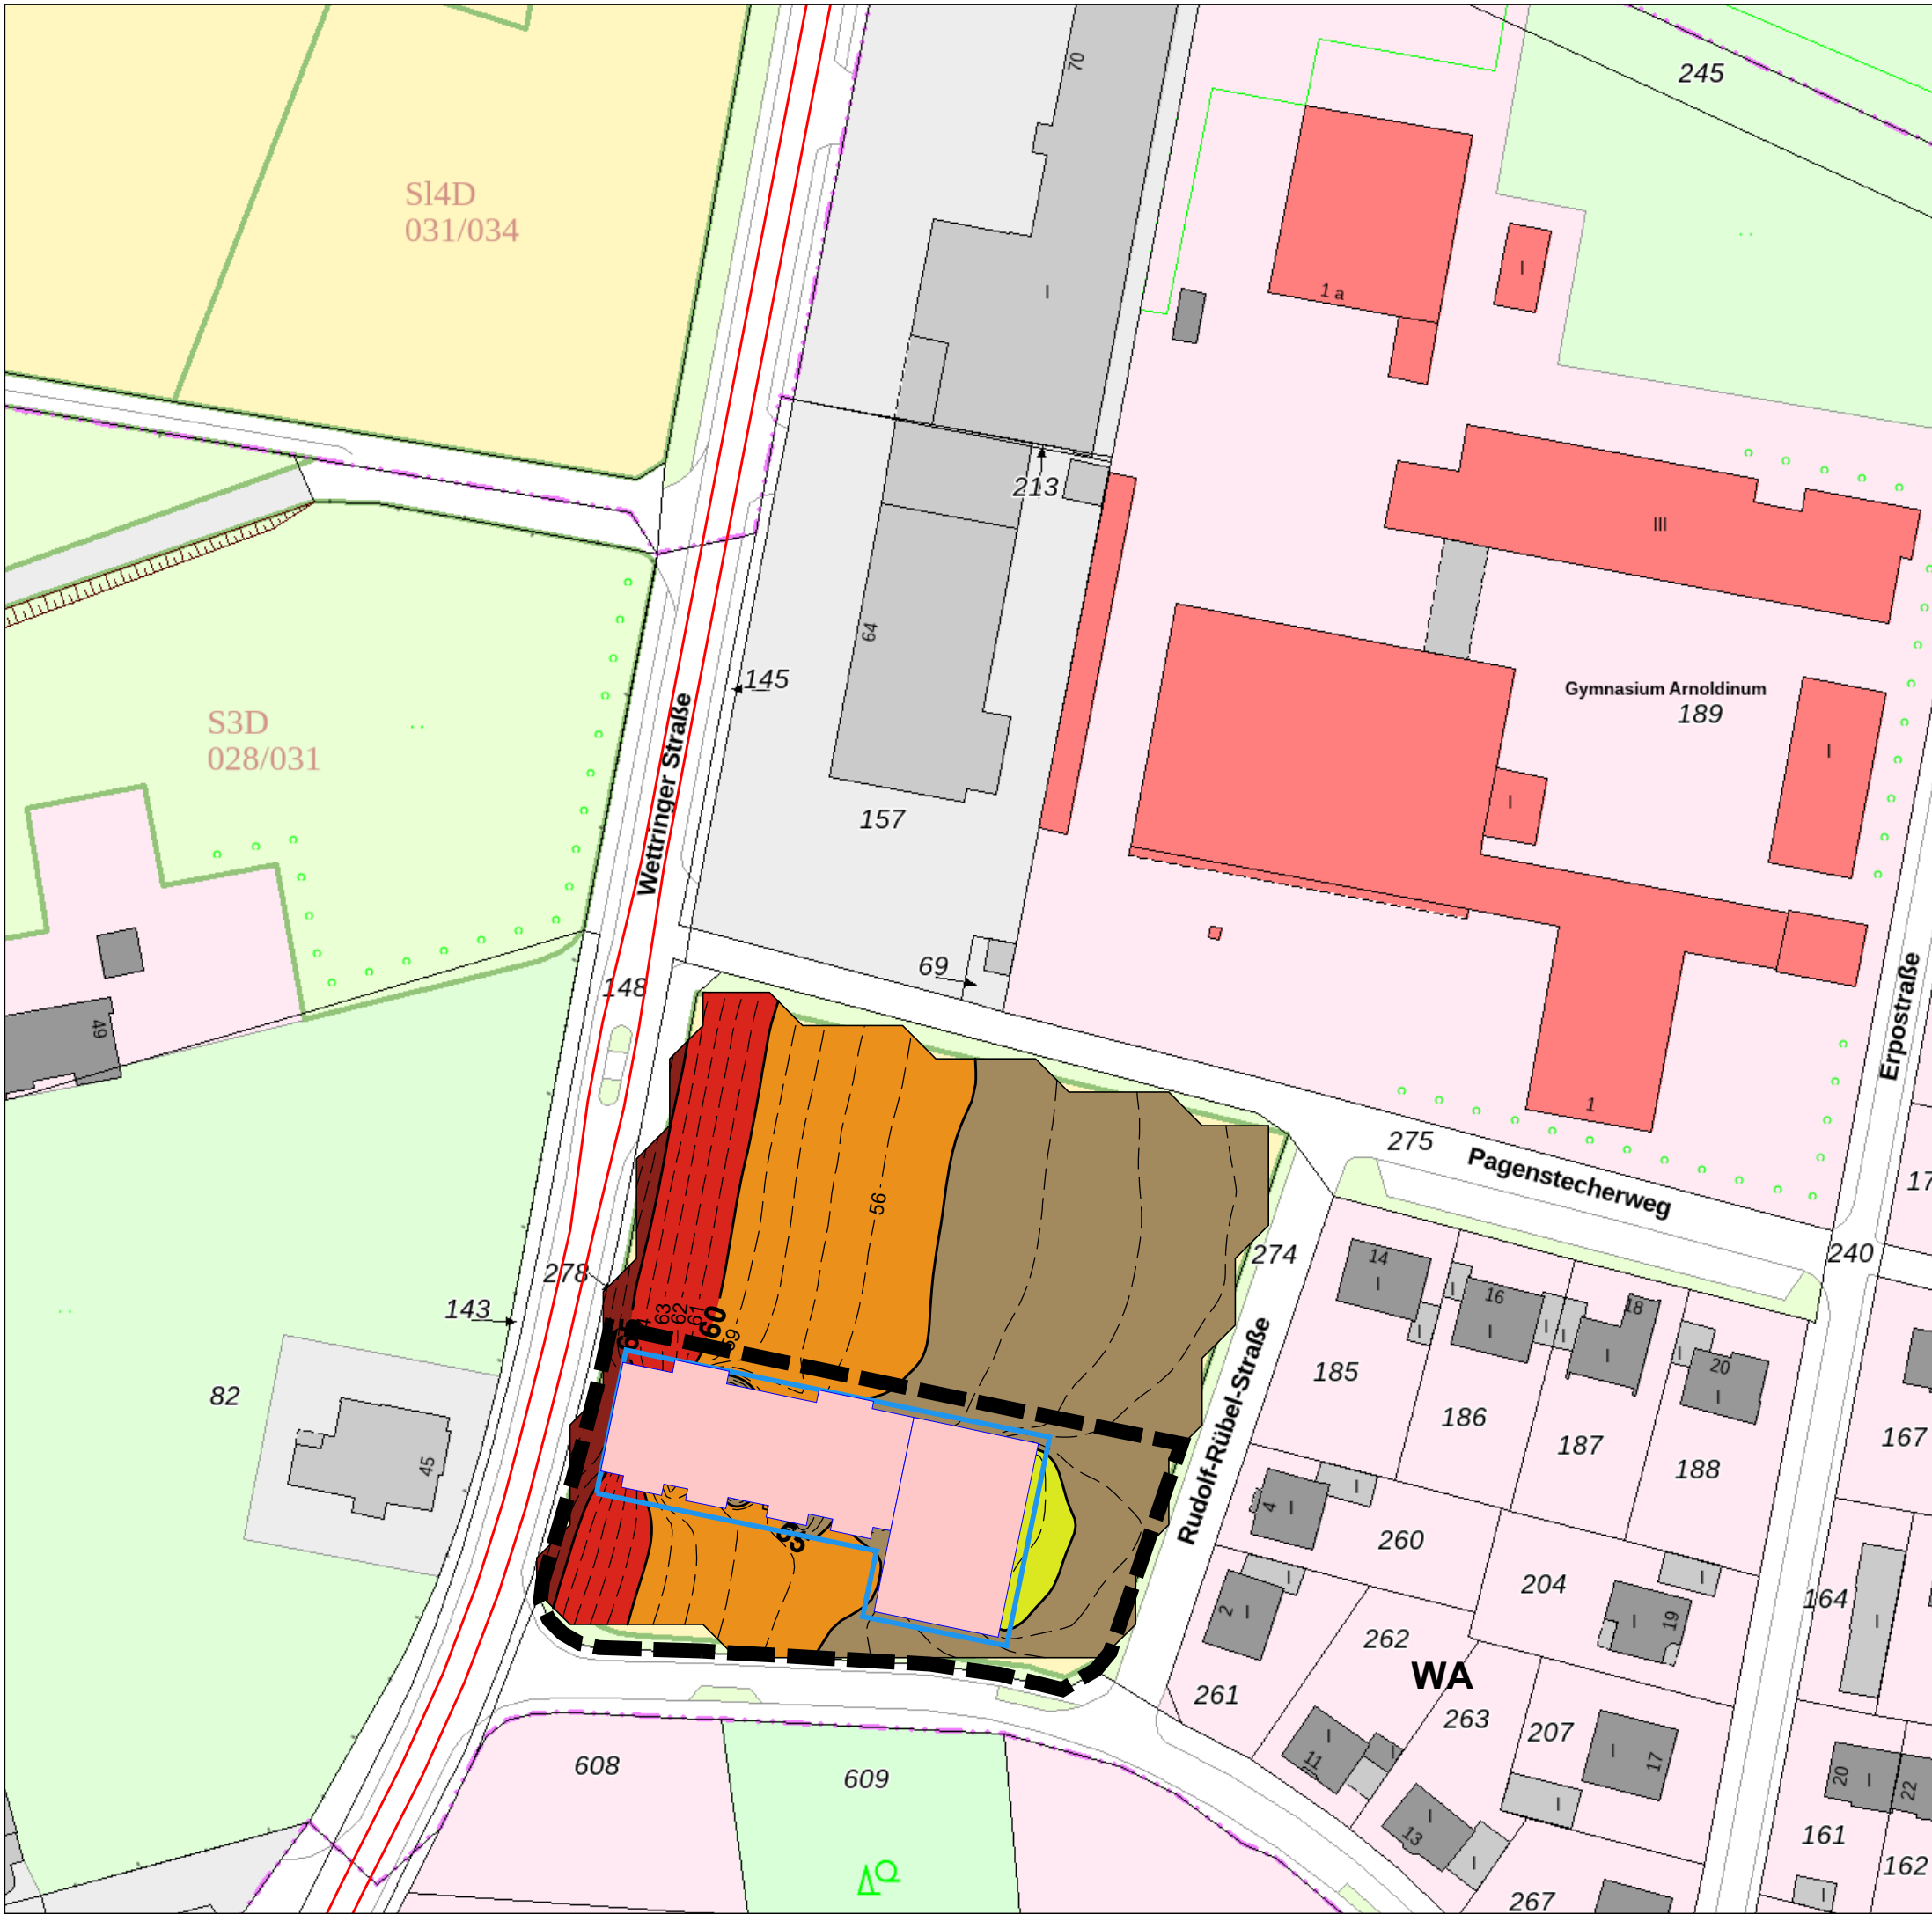 70
245
Sl4D
031/034
I
1 a
I
213
III
64
145
Gymnasium Arnoldinum
189
S3D
028/031
I
I
Wettringer Straße
157
69
148
49
Erpostraße
1
275
Pagenstecherweg
17
56
274
240
278
143
63
62
61
60
59
14
I
I
I
16
I
I
I
18
I
I
20
I
185
186
187
188
167
82
45
Rudolf-Rübel-Straße
4
I
I
260
204
164
I
2
I
I
I
I
19
262
WA
261
263
207
I
17
I
I
11
I
608
609
I
13
I
20
I
22
161
162
I
267